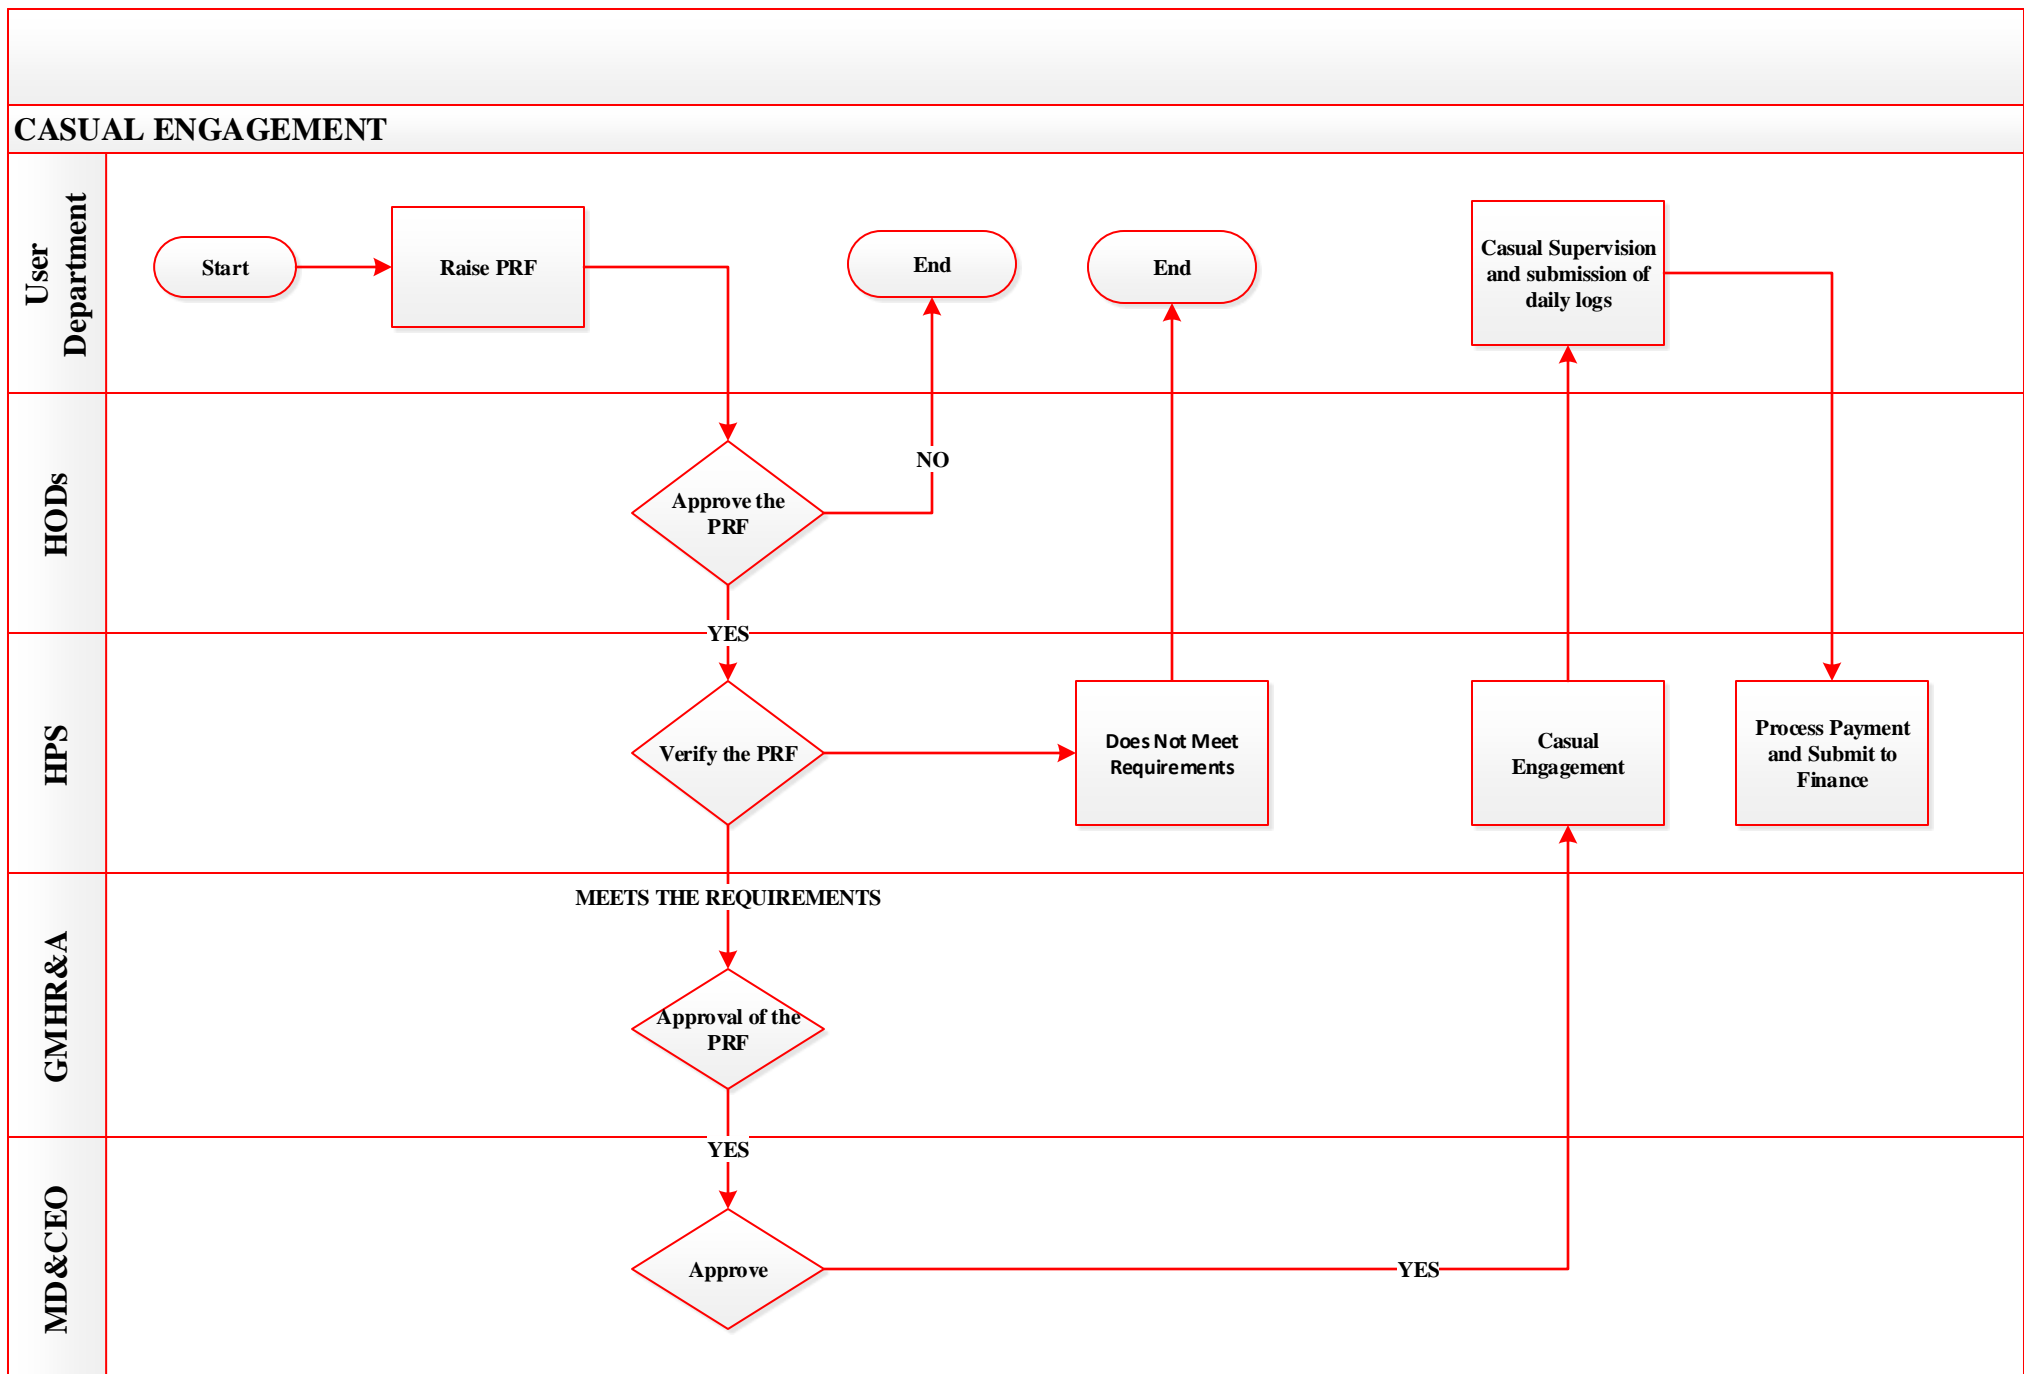 CASUAL ENGAGEMENT
User
Department
Start
Raise PRF
End
End
Casual Supervision
and submission of
daily logs
HODs
Approve the
PRF
NO
YES
HPS
Verify the PRF
Does Not Meet
Requirements
Casual
Engagement
Process Payment
and Submit to
Finance
MEETS THE REQUIREMENTS
GMHR&A
Approval of the
PRF
YES
MD&CEO
Approve
YES